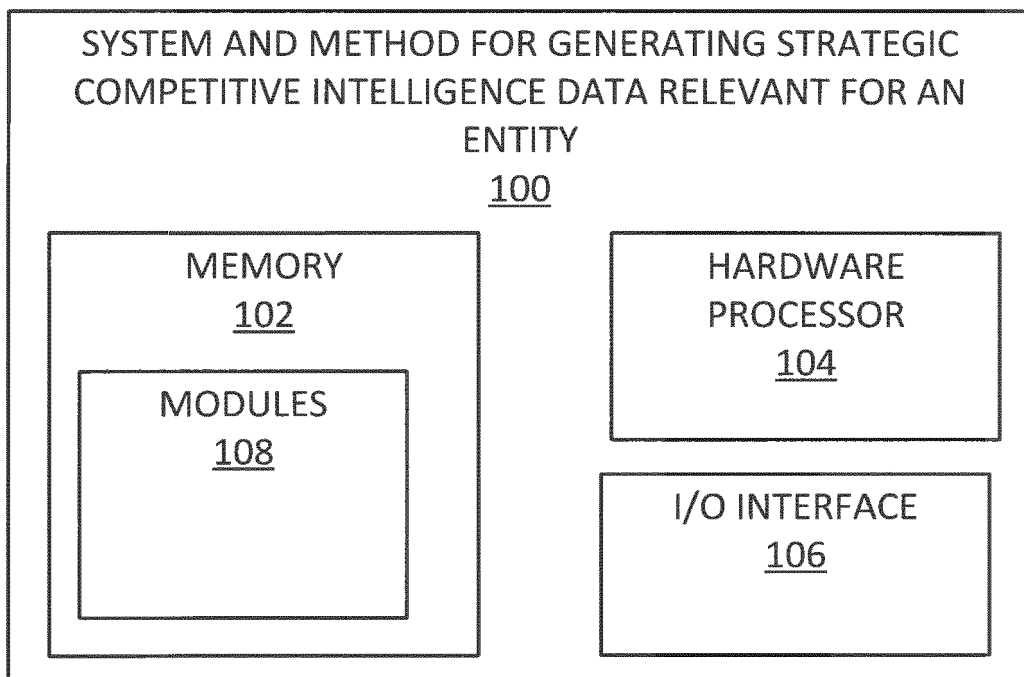 SYSTEM AND METHOD FOR GENERATING STRATEGIC
COMPETITIVE INTELLIGENCE DATA RELEVANT FOR AN
ENTITY
100
MEMORY
102
MODULES
108
HARDWARE
PROCESSOR
104
I/O INTERFACE
106